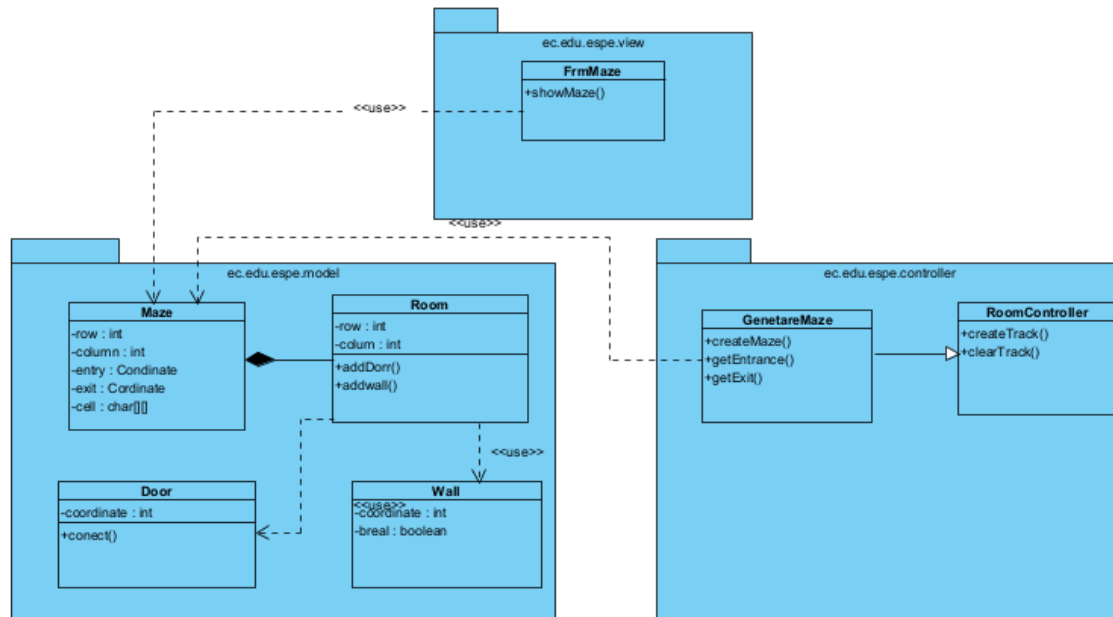 ec.edu.espe.view
FrmMaze
+showMaze()
<<use>>
<<use>>
ec.edu.espe.model
Maze
-row : int
-column : int
-entry : Condinate
-exit : Cordinate
-cell : char[][]
Room
-row : int
-colum : int
+addDorr()
+addwall()
<<use>>
Door
-coordinate : int
+conect()
Wall
<<use>>
-coordinate : int
-breal : boolean
ec.edu.espe.controller
GenetareMaze
+createMaze()
+getEntrance()
+getExit()
RoomController
+createTrack()
+clearTrack()